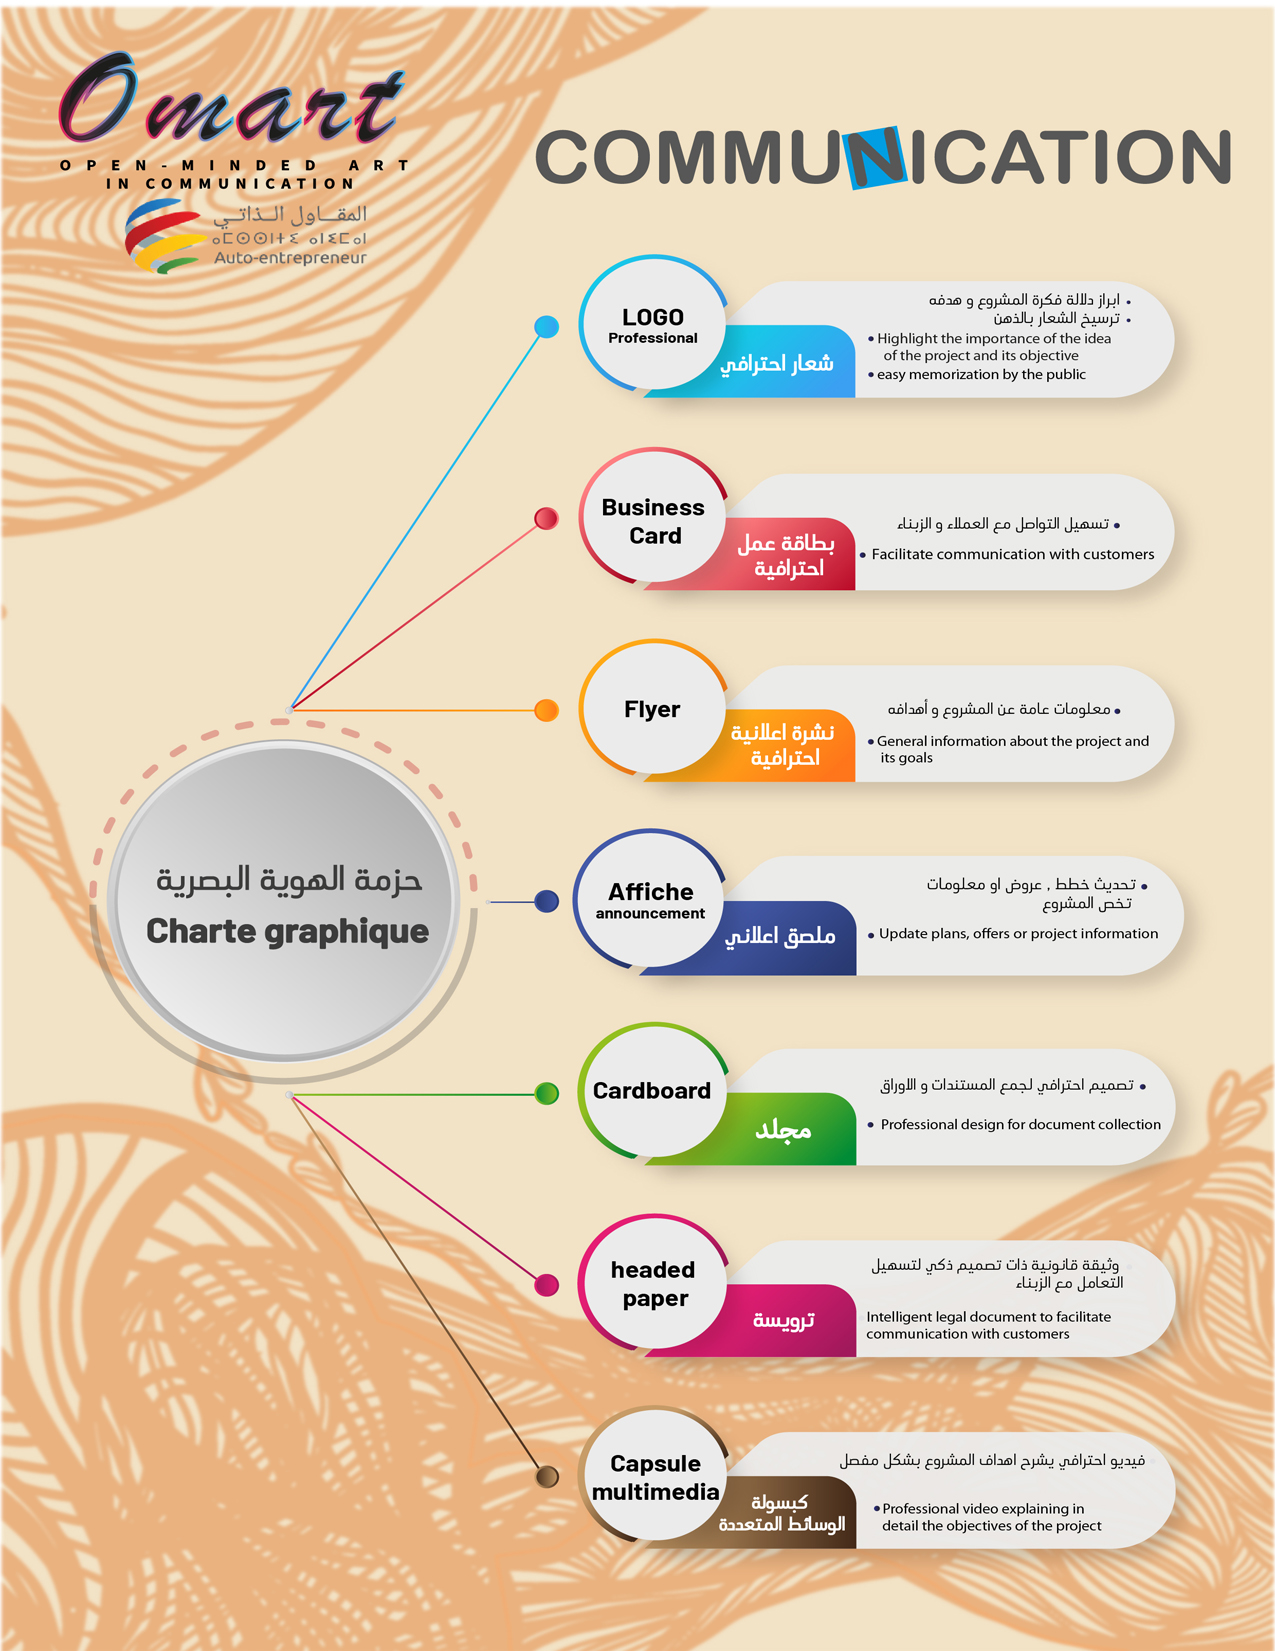 Omart
OPEN-MINDED ART
IN COMMUNICATION
المقاول الذاتي
ⴰⵎⵙⵙⵏⵜⵉ ⴰⵏⵉⵎⴰⵏ
Auto-entrepreneur
COMMUNICATION
LOGO
Professional
شعار احترافي
• ابراز دلالة فكرة المشروع و هدفه
• ترسيخ الشعار بالذهن
• Highlight the importance of the idea
of the project and its objective
• easy memorization by the public
Business
Card
بطاقة عمل
احترافية
• تسهيل التواصل مع العملاء و الزبناء
• Facilitate communication with customers
Flyer
نشرة اعلانية
احترافية
• معلومات عامة عن المشروع و أهدافه
• General information about the project and
its goals
حزمة الهوية البصرية
Charte graphique
Affiche
announcement
ملصق اعلاني
• تحديث خطط , عروض او معلومات
تخص المشروع
• Update plans, offers or project information
Cardboard
مجلد
• تصميم احترافي لجمع المستندات و الاوراق
• Professional design for document collection
headed
paper
ترويسة
وثيقة قانونية ذات تصميم ذكي لتسهيل
التعامل مع الزبناء
Intelligent legal document to facilitate
communication with customers
Capsule
multimedia
كبسولة
الوسائط المتعددة
فيديو احترافي يشرح اهداف المشروع بشكل مفصل
• Professional video explaining in
detail the objectives of the project